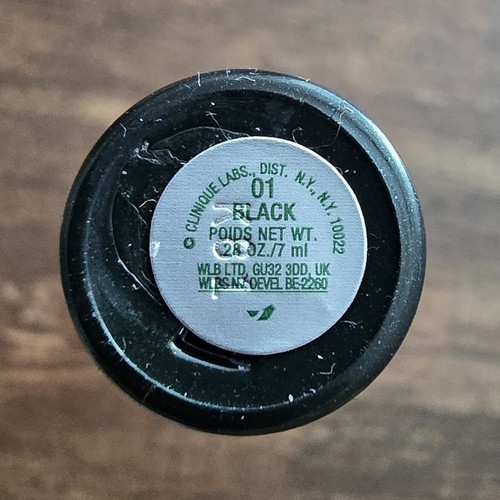 © CLINIQUE LABS., DIST. N.Y., N.Y. 10022
01
BLACK
POIDS NET WT.
.28 OZ./7 ml
WLB LTD, GU32 3DD, UK
WLBS NV OEVEL BE-2260